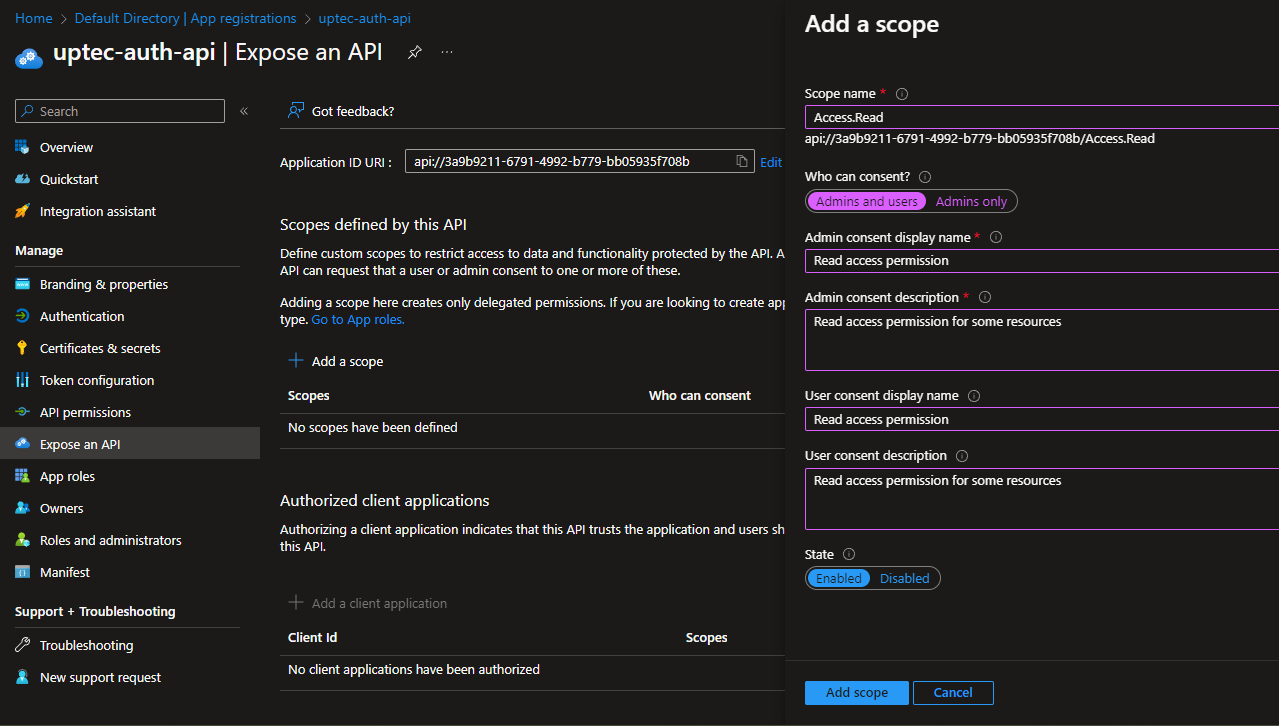 Home > Default Directory | App registrations > uptec-auth-api
uptec-auth-api | Expose an API
Search
Overview
Quickstart
Integration assistant
Manage
Branding & properties
Authentication
Certificates & secrets
Token configuration
API permissions
Expose an API
App roles
Owners
Roles and administrators
Manifest
Support + Troubleshooting
Troubleshooting
New support request
Got feedback?
Application ID URI : api://3a9b9211-6791-4992-b779-bb05935f708b Edit
Scopes defined by this API
Define custom scopes to restrict access to data and functionality protected by the API. A
API can request that a user or admin consent to one or more of these.
Adding a scope here creates only delegated permissions. If you are looking to create app
type. Go to App roles.
Add a scope
Scopes Who can consent
No scopes have been defined
Authorized client applications
Authorizing a client application indicates that this API trusts the application and users sh
this API.
Add a client application
Client Id Scopes
No client applications have been authorized
Add a scope
Scope name *
Access.Read
api://3a9b9211-6791-4992-b779-bb05935f708b/Access.Read
Who can consent?
Admins and users Admins only
Admin consent display name *
Read access permission
Admin consent description *
Read access permission for some resources
User consent display name
Read access permission
User consent description
Read access permission for some resources
State
Enabled Disabled
Add scope Cancel